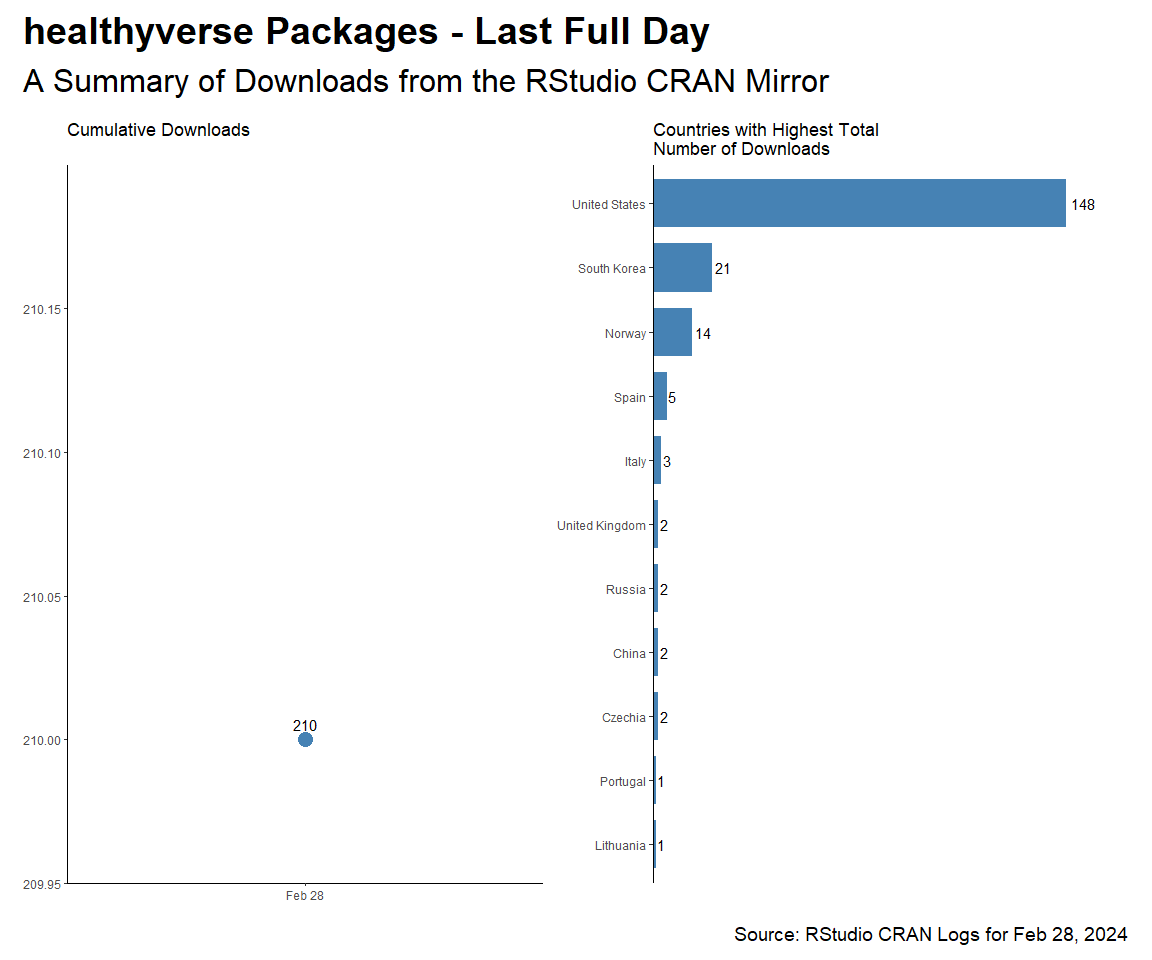 healthyverse Packages - Last Full Day
A Summary of Downloads from the RStudio CRAN Mirror
Cumulative Downloads
210.15
210.10
210.05
210.00
209.95
210
Feb 28
Countries with Highest Total
Number of Downloads
United States 148
South Korea 21
Norway 14
Spain 5
Italy 3
United Kingdom 2
Russia 2
China 2
Czechia 2
Portugal 1
Lithuania 1
Source: RStudio CRAN Logs for Feb 28, 2024